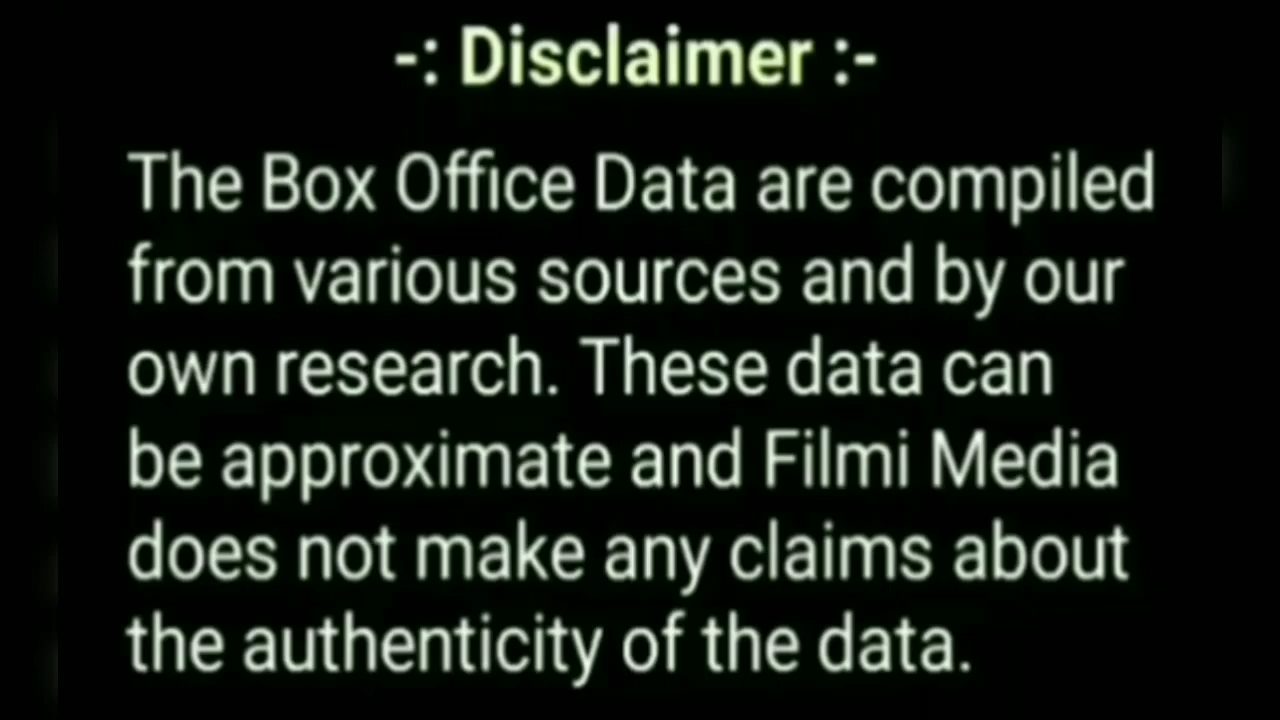 -: Disclaimer :-
The Box Office Data are compiled
from various sources and by our
own research. These data can
be approximate and Filmi Media
does not make any claims about
the authenticity of the data.